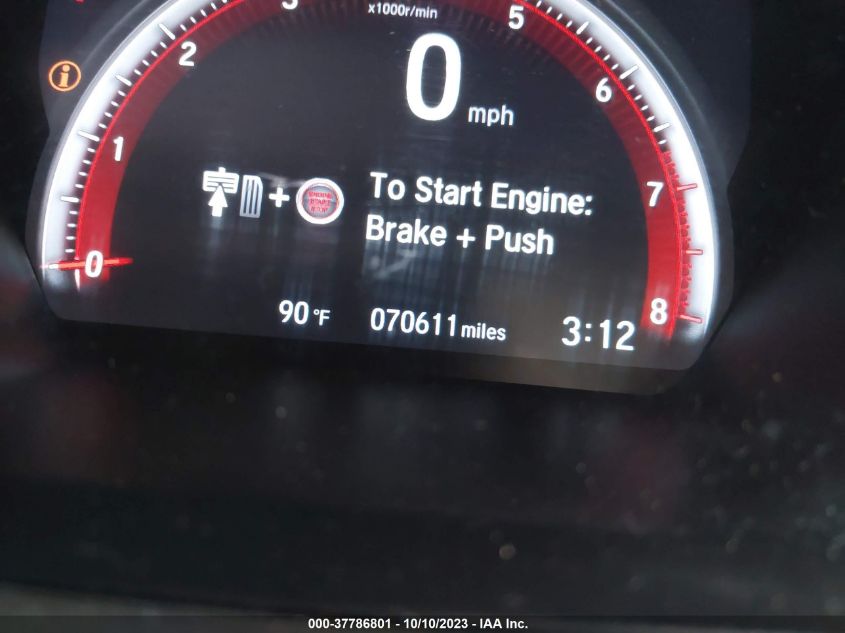 x1000r/min
3
5
2
0 mph
6
1
To Start Engine:
7
Brake + Push
0
90 °F 070611 miles 3:12
8
000-37786801 - 10/10/2023 - IAA Inc.